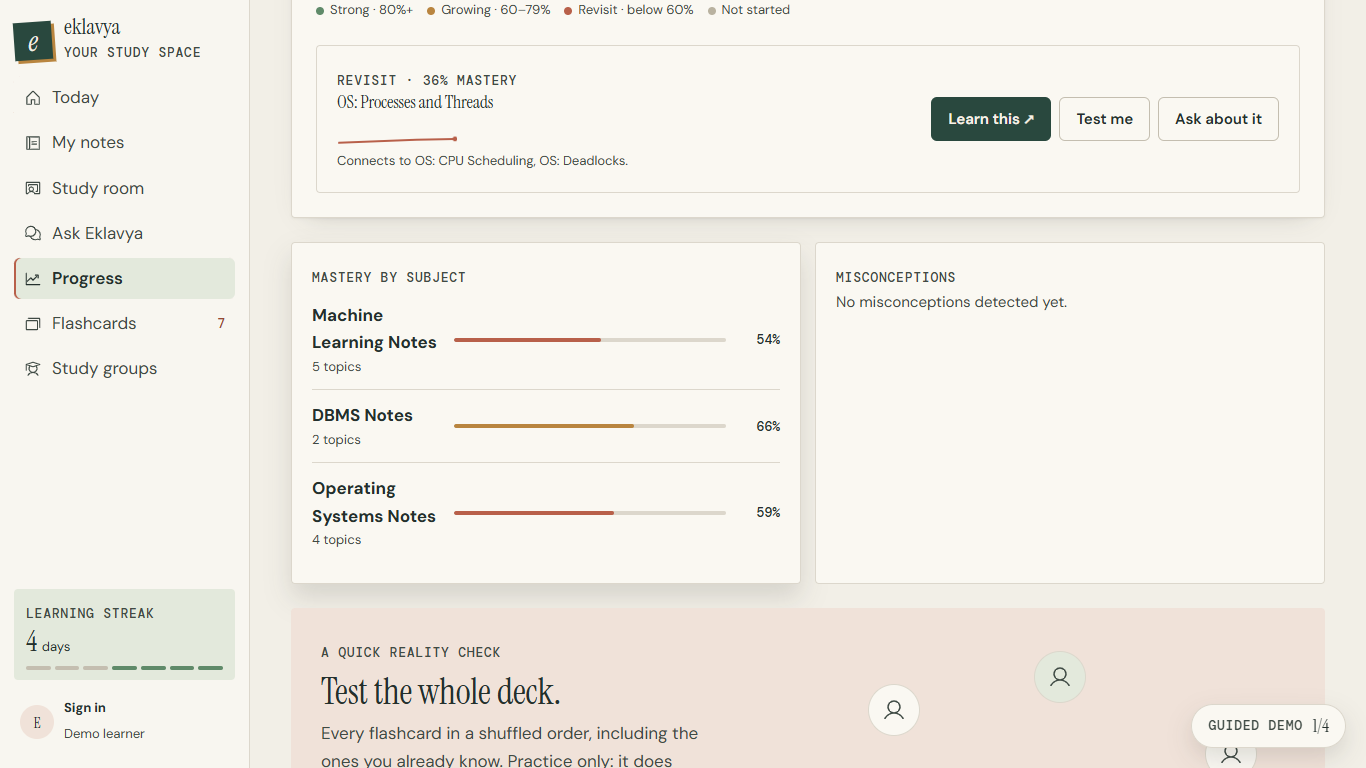 e
eklavya
YOUR STUDY SPACE
Today
My notes
Study room
Ask Eklavya
Progress
Flashcards 7
Study groups
LEARNING STREAK
4 days
E
Sign in
Demo learner
Strong · 80%+ Growing · 60–79% Revisit · below 60% Not started
REVISIT · 36% MASTERY
OS: Processes and Threads
Connects to OS: CPU Scheduling, OS: Deadlocks.
Learn this ↗ Test me Ask about it
MASTERY BY SUBJECT
Machine
Learning Notes 54%
5 topics
DBMS Notes 66%
2 topics
Operating
Systems Notes 59%
4 topics
MISCONCEPTIONS
No misconceptions detected yet.
A QUICK REALITY CHECK
Test the whole deck.
Every flashcard in a shuffled order, including the
ones you already know. Practice only: it does
GUIDED DEMO 1/4